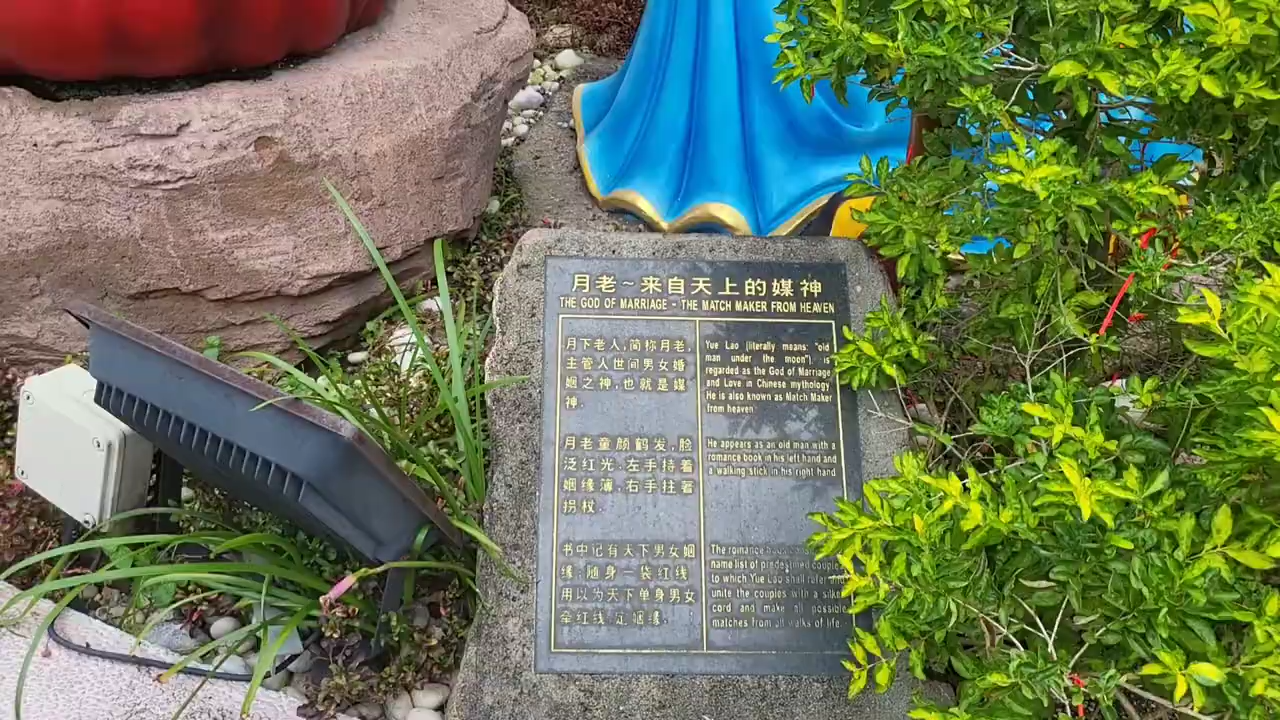 月老~来自天上的媒神
THE GOD OF MARRIAGE - THE MATCH MAKER FROM HEAVEN
月下老人,简称月老,
主管人世间男女婚
姻之神,也就是媒
神.
月老童颜鹤发,脸
泛红光.左手持着
姻缘簿,右手拄著
拐杖.
书中记有天下男女姻
缘.随身一袋红线
用以为天下单身男女
牵红线,定姻缘.
Yue Lao (literally means: "old
man under the moon") is
regarded as the God of Marriage
and Love in Chinese mythology
He is also known as Match Maker
from heaven
He appears as an old man with a
romance book in his left hand and
a walking stick in his right hand
The romance
name list of predestined couple
to which Yue Lao shall refer and
unite the couples with a silken
cord and make all possible
matches from all walks of life.